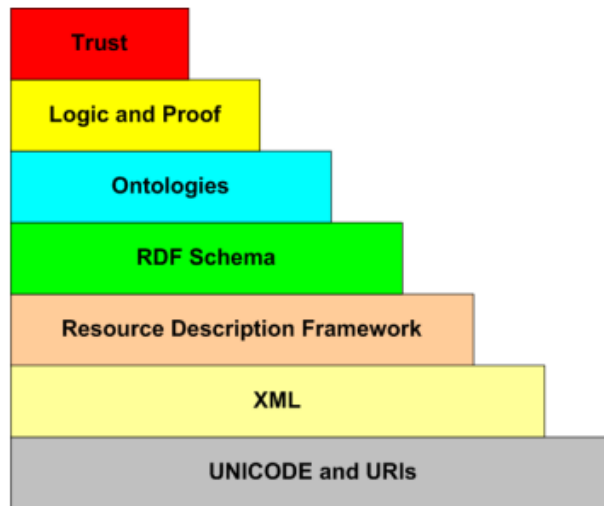 Trust
Logic and Proof
Ontologies
RDF Schema
Resource Description Framework
XML
UNICODE and URIs